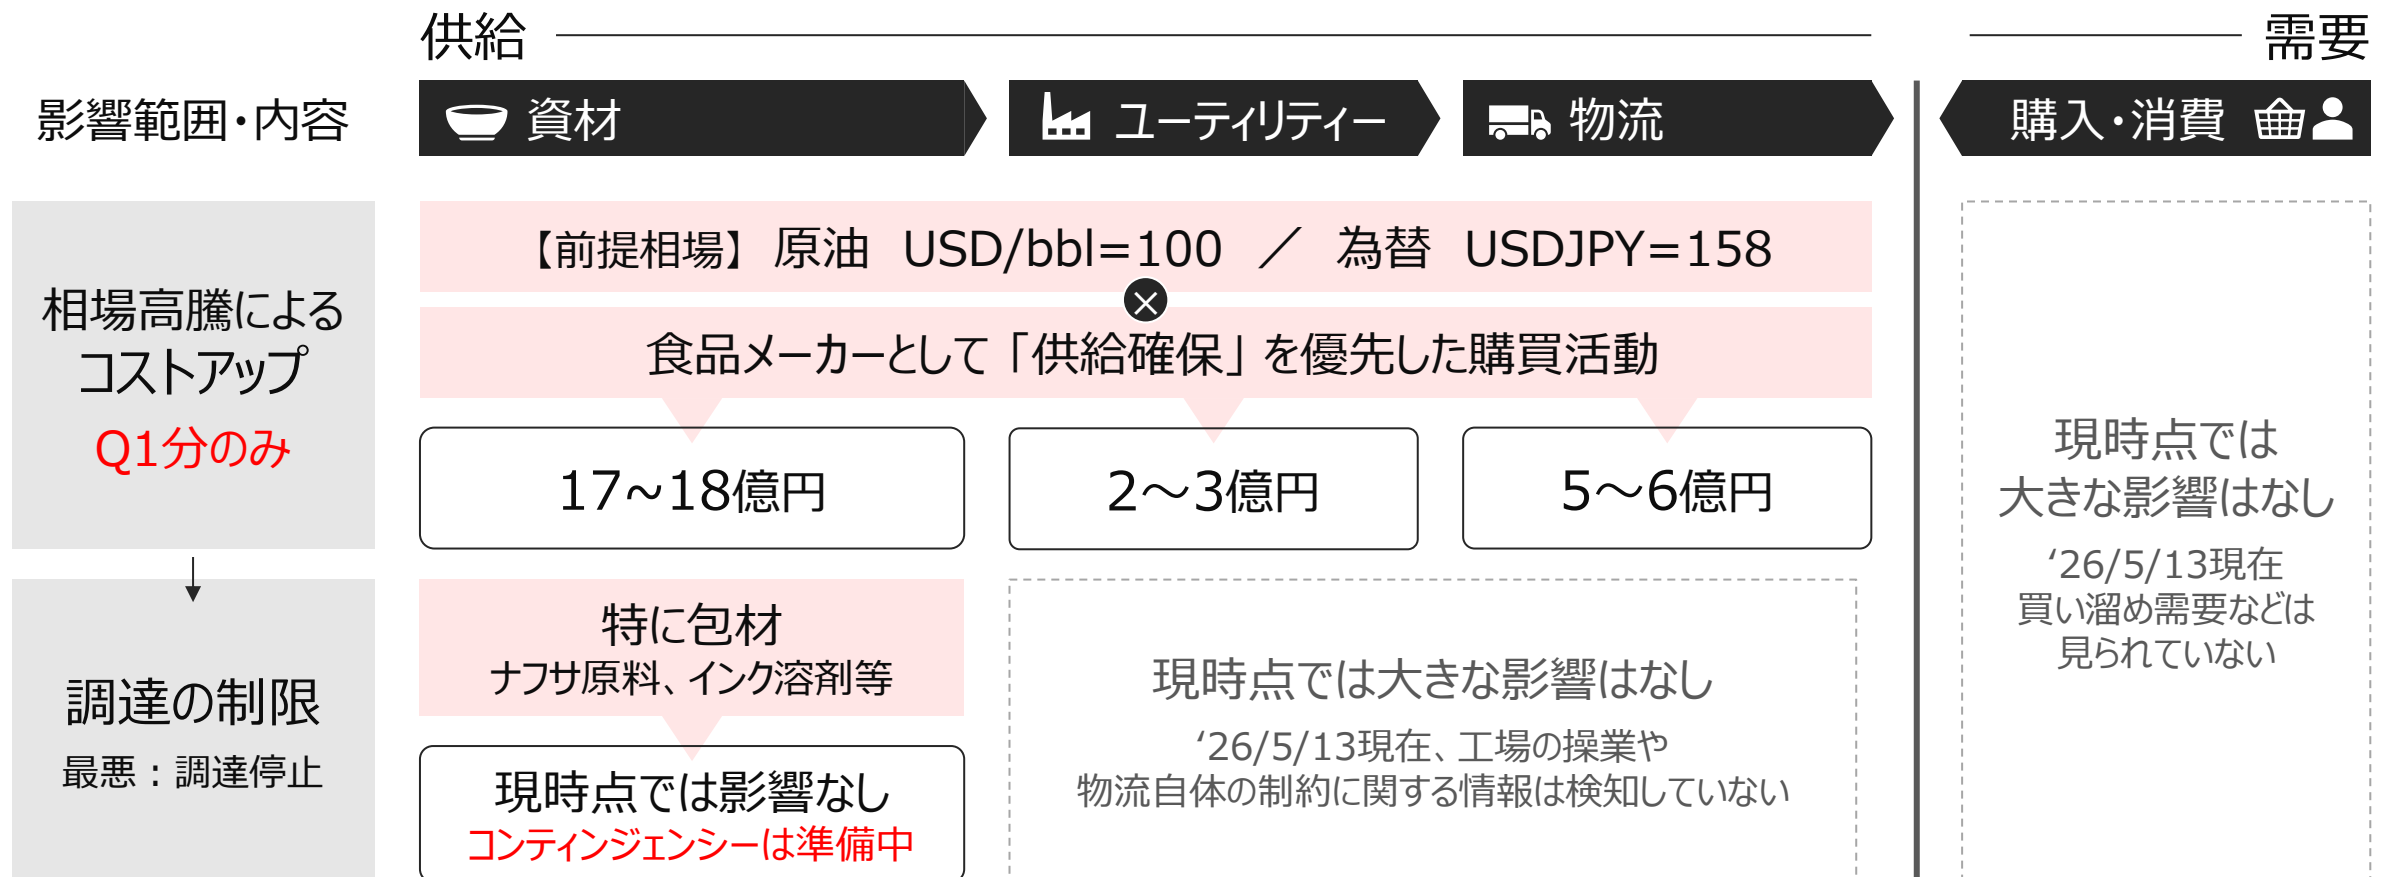 供給
需要
影響範囲・内容
資材
ユーティリティー
物流
購入・消費
相場高騰による
コストアップ
Q1分のみ
【前提相場】 原油 USD/bbl=100 ／ 為替 USDJPY=158
×
食品メーカーとして「供給確保」を優先した購買活動
17~18億円
2～3億円
5～6億円
現時点では
大きな影響はなし
‘26/5/13現在
買い溜め需要などは
見られていない
調達の制限
最悪：調達停止
特に包材
ナフサ原料、インク溶剤等
現時点では影響なし
コンティンジェンシーは準備中
現時点では大きな影響はなし
‘26/5/13現在、工場の操業や
物流自体の制約に関する情報は検知していない